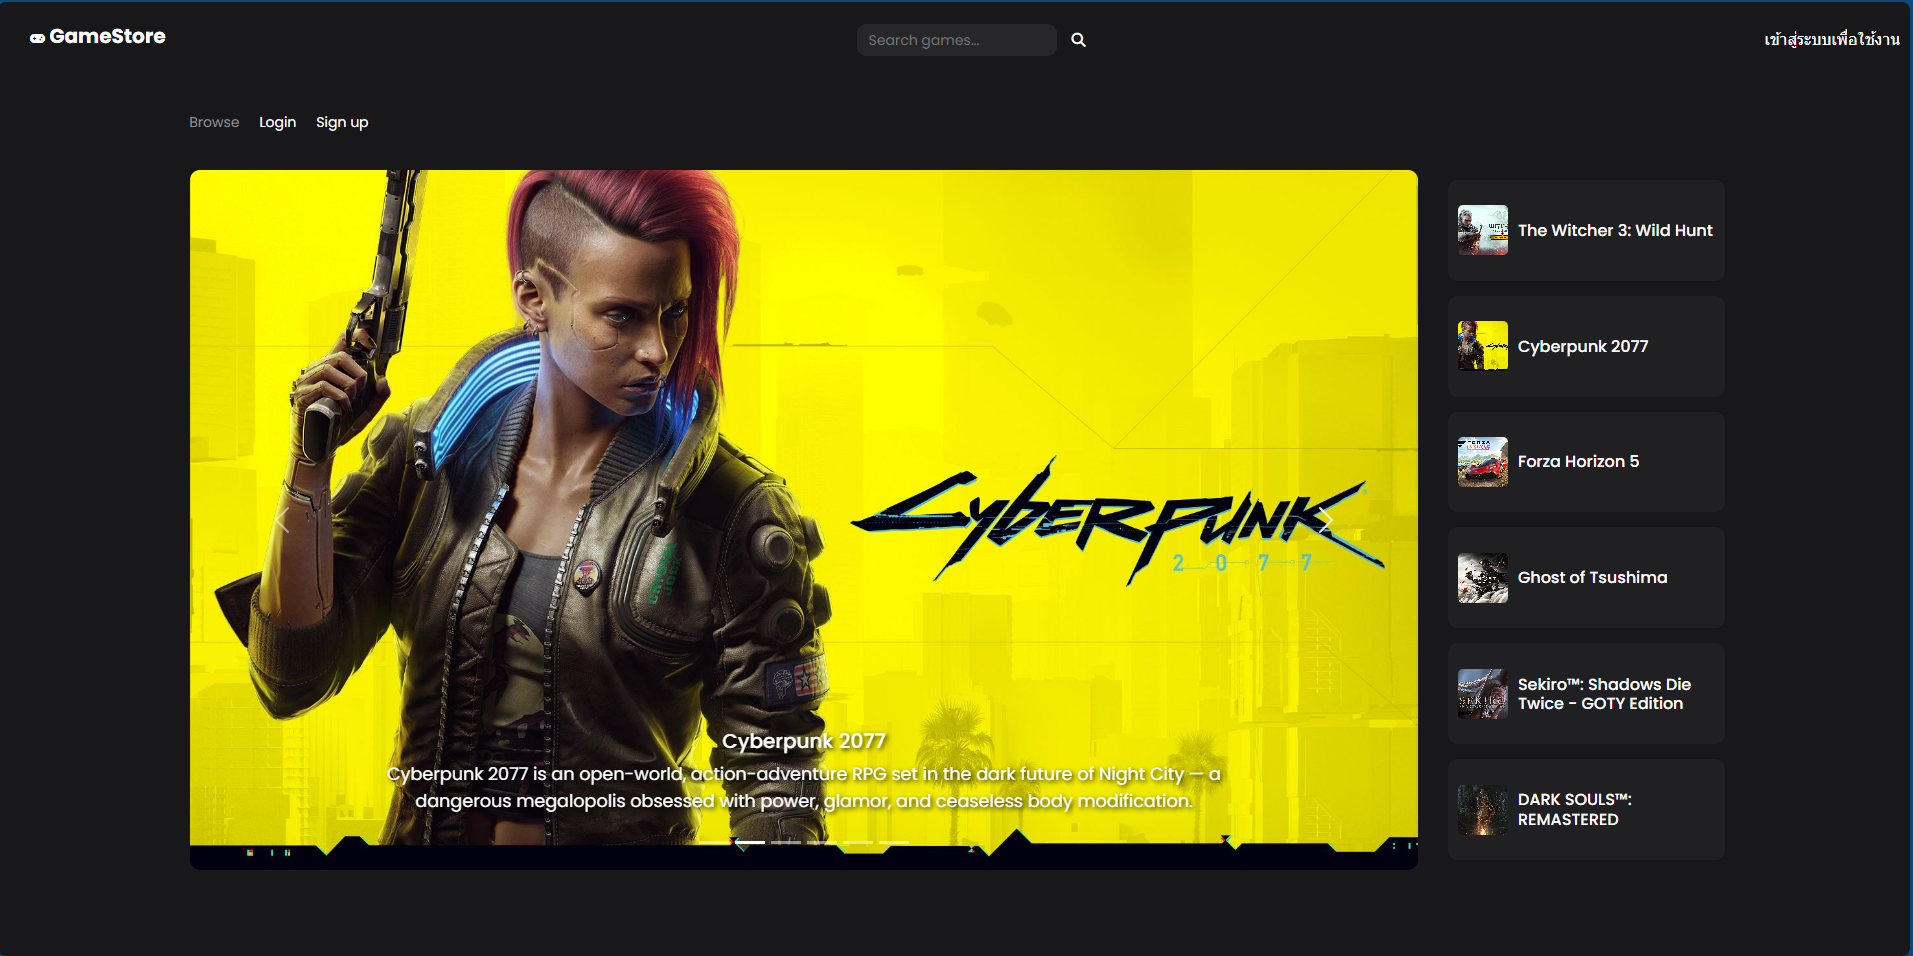 GameStore
Search games...
เข้าสู่ระบบเพื่อใช้งาน
Browse
Login
Sign up
CYBERPUNK
2077
CRYSTAL
JOCK
Cyberpunk 2077
Cyberpunk 2077 is an open-world, action-adventure RPG set in the dark future of Night City — a
dangerous megalopolis obsessed with power, glamor, and ceaseless body modification.
The Witcher 3: Wild Hunt
Cyberpunk 2077
Forza Horizon 5
Ghost of Tsushima
Sekiro™: Shadows Die
Twice - GOTY Edition
DARK SOULS™:
REMASTERED